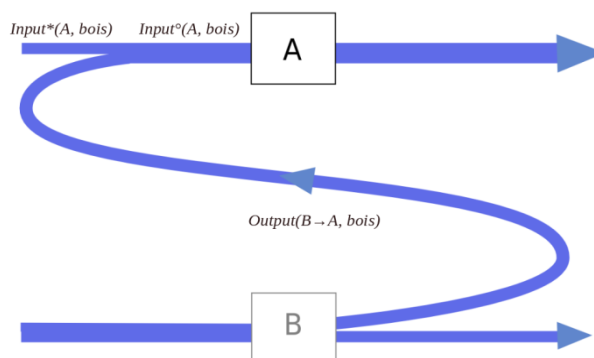 Input*(A, bois) Input°(A, bois)
A
Output(B→A, bois)
B